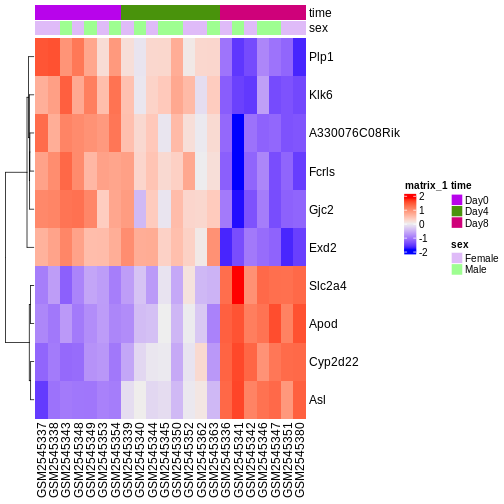 time
sex
Plp1
Klk6
A330076C08Rik
Fcrls
Gjc2
Exd2
Slc2a4
Apod
Cyp2d22
Asl
matrix_1
2
1
0
-1
-2
time
Day0
Day4
Day8
sex
Female
Male
GSM2545337
GSM2545338
GSM2545343
GSM2545348
GSM2545349
GSM2545353
GSM2545354
GSM2545339
GSM2545340
GSM2545344
GSM2545345
GSM2545350
GSM2545352
GSM2545362
GSM2545363
GSM2545336
GSM2545341
GSM2545342
GSM2545346
GSM2545347
GSM2545351
GSM2545380